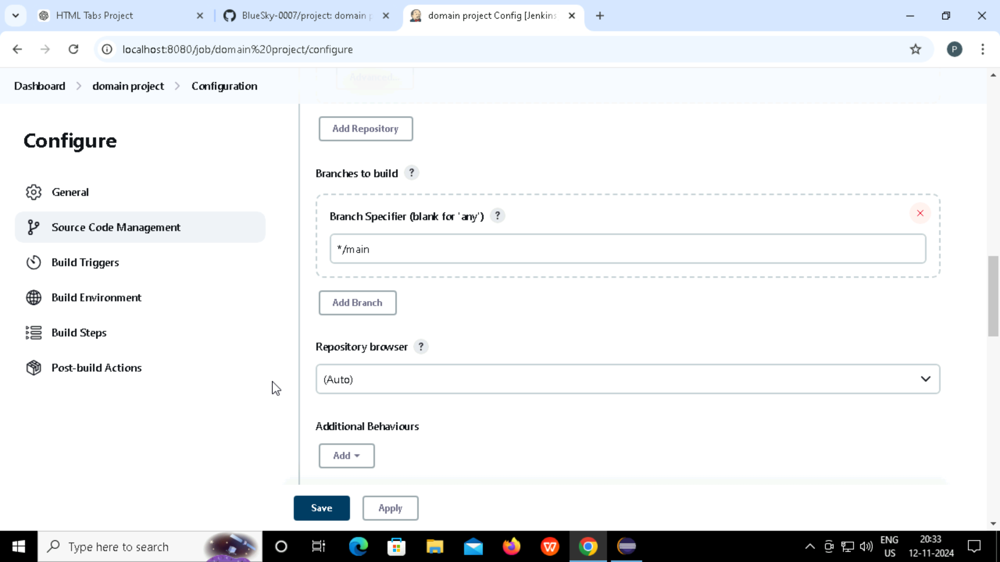 HTML Tabs Project
BlueSky-0007/project: domain p
domain project Config [Jenkins
localhost:8080/job/domain%20project/configure
P
Dashboard
domain project
Configuration
Advanced...
Configure
General
Source Code Management
Build Triggers
Build Environment
Build Steps
Post-build Actions
Add Repository
Branches to build ?
Branch Specifier (blank for 'any') ?
*/main
Add Branch
Repository browser ?
(Auto)
Additional Behaviours
Add
Save
Apply
Type here to search
ENG
US
20:33
12-11-2024